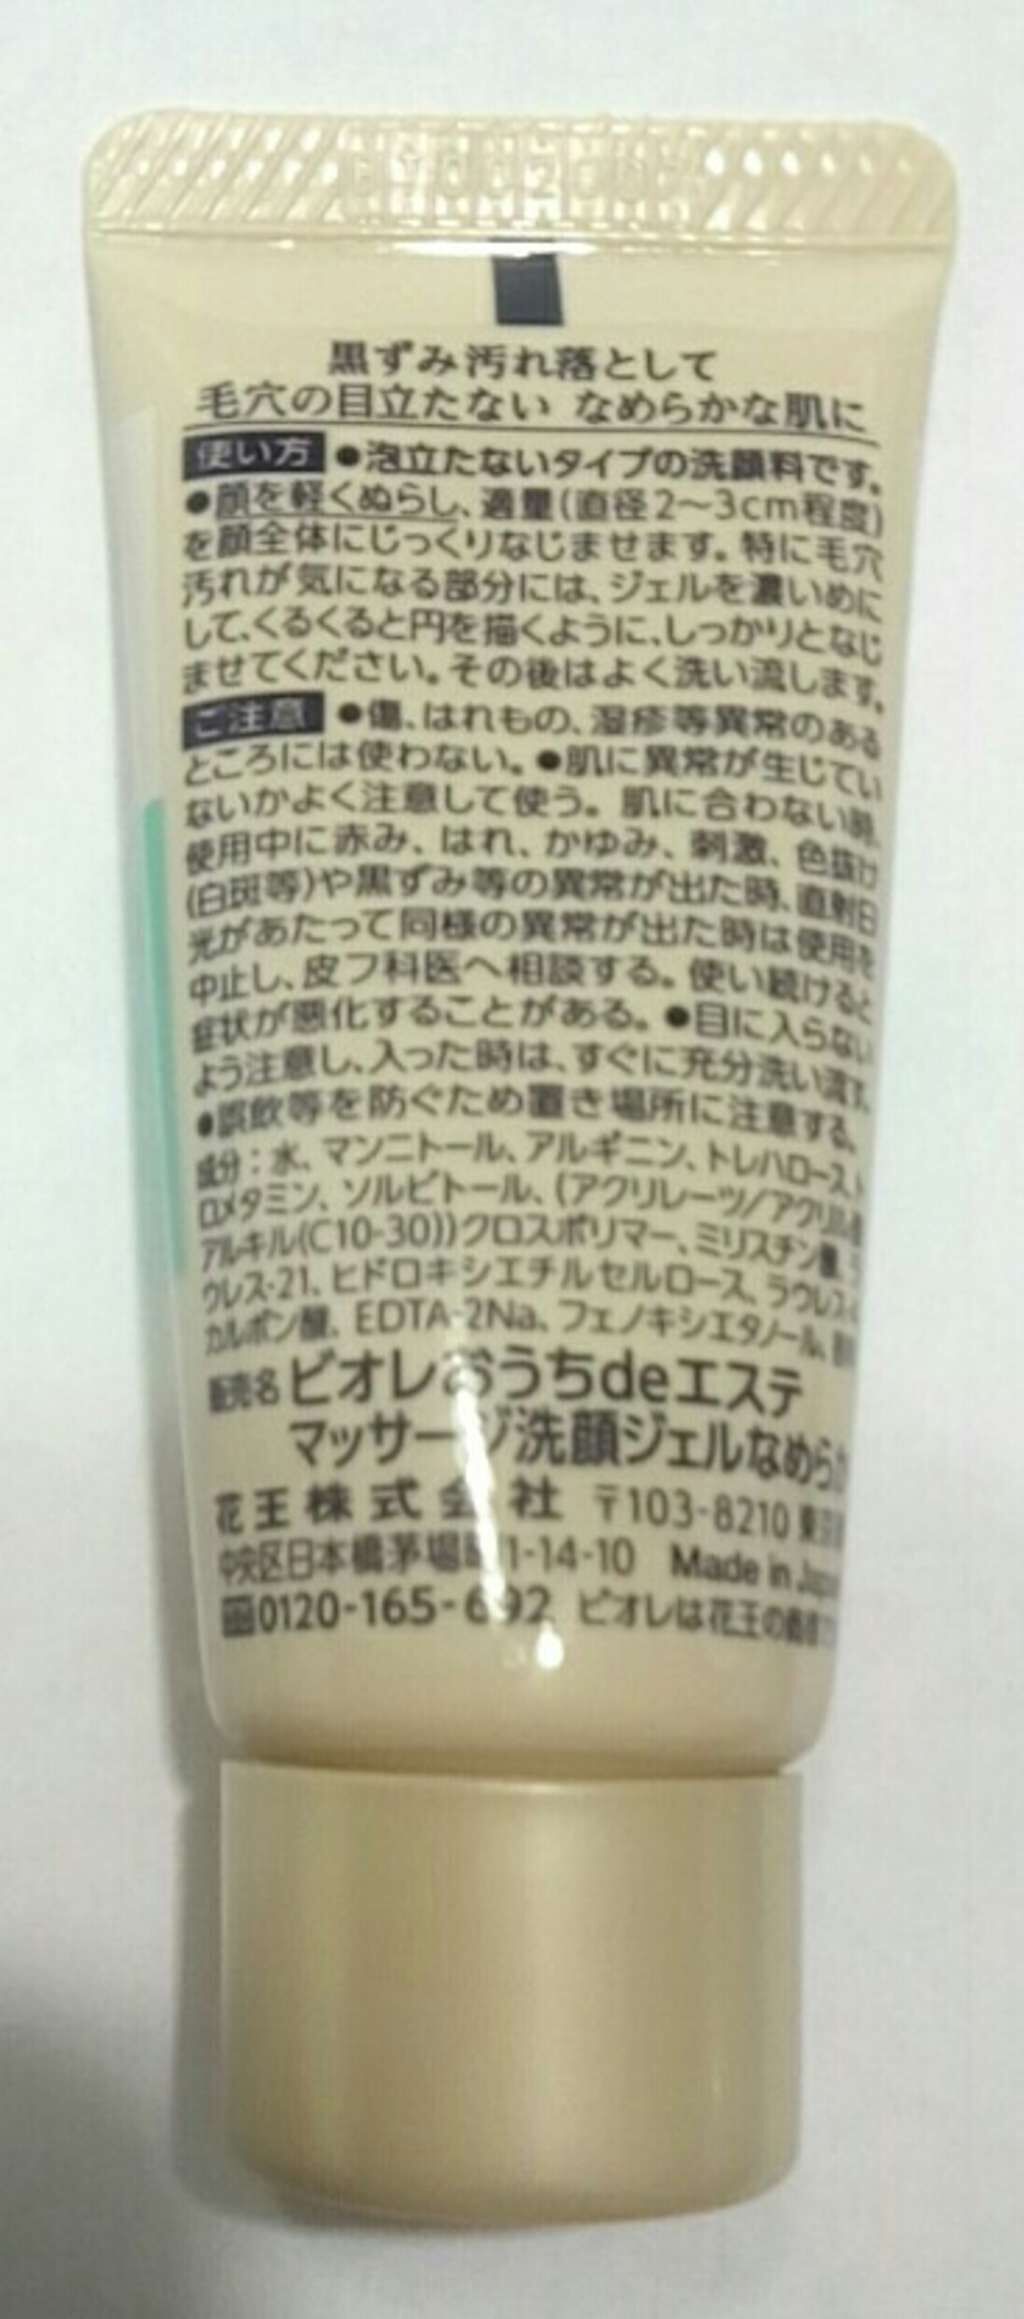 黒ずみ汚れ落として
毛穴の目立たない なめらかな肌に
使い方 ●泡立たないタイプの洗顔料です。
●顔を軽くぬらし、適量(直径2〜3cm程度)
を顔全体にじっくりなじませます。特に毛穴
汚れが気になる部分には、ジェルを濃いめに
して、くるくると円を描くように、しっかりとなじ
ませてください。その後はよく洗い流します。
ご注意 ●傷、はれもの、湿疹等異常のある
ところには使わない。●肌に異常が生じてい
ないかよく注意して使う。肌に合わない時、
使用中に赤み、はれ、かゆみ、刺激、色抜け
(白斑等)や黒ずみ等の異常が出た時、直射日
光があたって同様の異常が出た時は使用を
中止し、皮フ科医へ相談する。使い続けると
症状が悪化することがある。●目に入らない
よう注意し、入った時は、すぐに充分洗い流す。
●誤飲等を防ぐため置き場所に注意する。
成分:水、マンニトール、アルギニン、トレハロース、ト
ロメタミン、ソルビトール、(アクリレーツ/アクリル酸
アルキル(C10-30))クロスポリマー、ミリスチン酸、ラ
ウレス-21、ヒドロキシエチルセルロース、ラウレス-
カルボン酸、EDTA-2Na、フェノキシエタノール、
販売名 ビオレおうちdeエステ
マッサージ洗顔ジェルなめらか
花王株式会社 〒103-8210 東京
中央区日本橋茅場町1-14-10 Made in Japan
0120-165-692 ビオレは花王の商標です